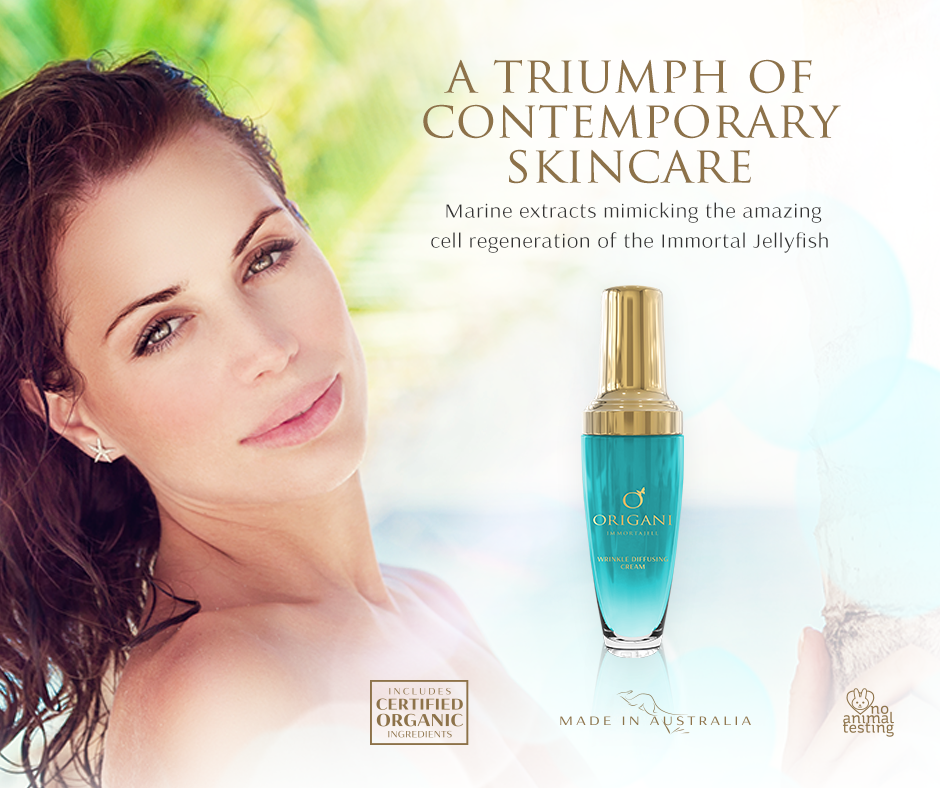 A TRIUMPH OF
CONTEMPORARY
SKINCARE
Marine extracts mimicking the amazing
cell regeneration of the Immortal Jellyfish
ORIGANI
IMMORTALIS
WRINKLE DIFFUSING
CREAM
INCLUDES
CERTIFIED
ORGANIC
INGREDIENTS
MADE IN AUSTRALIA
no
animal
testing